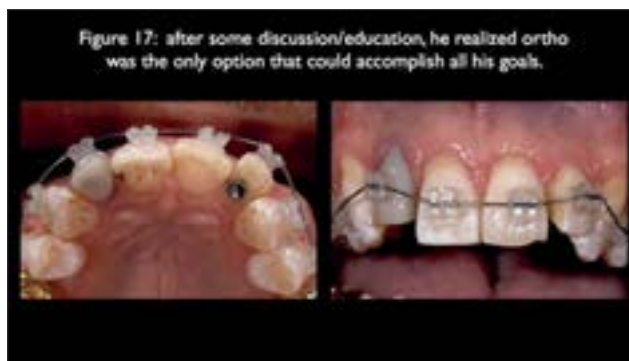 Figure 17: after some discussion/education, he realized ortho
was the only option that could accomplish all his goals.